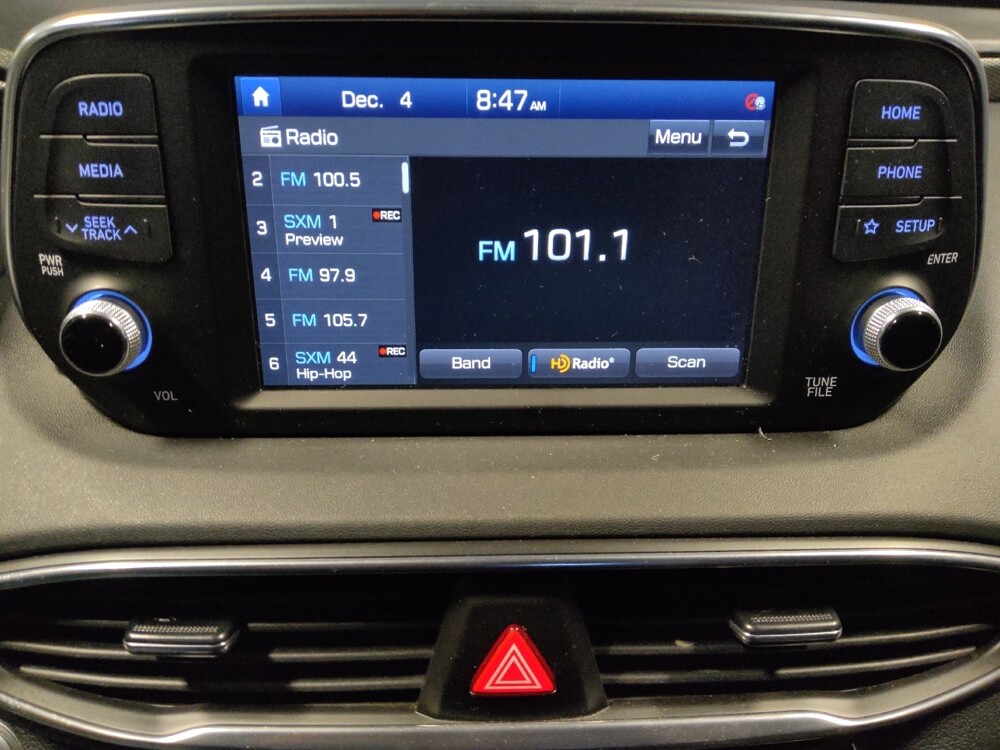 RADIO
MEDIA
SEEK
TRACK
PWR
PUSH
VOL
Dec. 4 8:47 AM
Radio
Menu
2 FM 100.5
3 SXM 1 REC
Preview
4 FM 97.9
5 FM 105.7
6 SXM 44 REC
Hip-Hop
FM 101.1
Band
HD Radio®
Scan
HOME
PHONE
SETUP
ENTER
TUNE
FILE